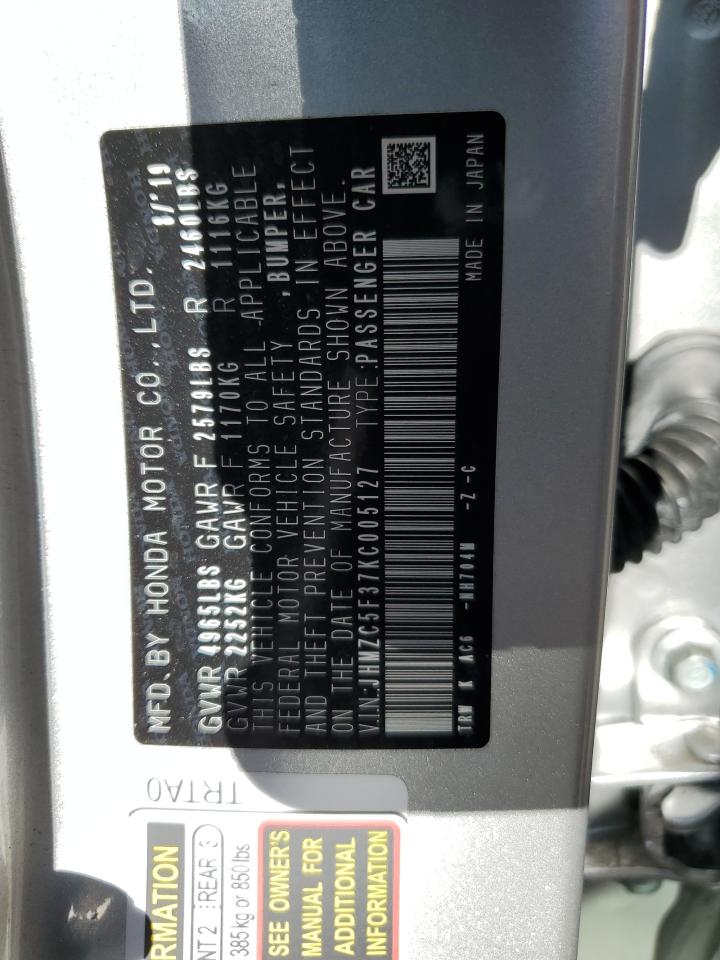 MFD. BY HONDA MOTOR CO., LTD. 8/'19
GVWR 4965LBS GAWR F 2579LBS R 2460LBS
GVWR 2252KG GAWR F 1170KG R 1116KG
THIS VEHICLE CONFORMS TO ALL APPLICABLE
FEDERAL MOTOR VEHICLE SAFETY , BUMPER,
AND THEFT PREVENTION STANDARDS IN EFFECT
ON THE DATE OF MANUFACTURE SHOWN ABOVE.
V.I.N.:JHMZC5F37KC005127 TYPE:PASSENGER CAR
TRW K AC6 -NH704M -Z -C MADE IN JAPAN
TRTA0
RMATION
NT 2 REAR 3
385 kg or 850 lbs
SEE OWNER'S
MANUAL FOR
ADDITIONAL
INFORMATION